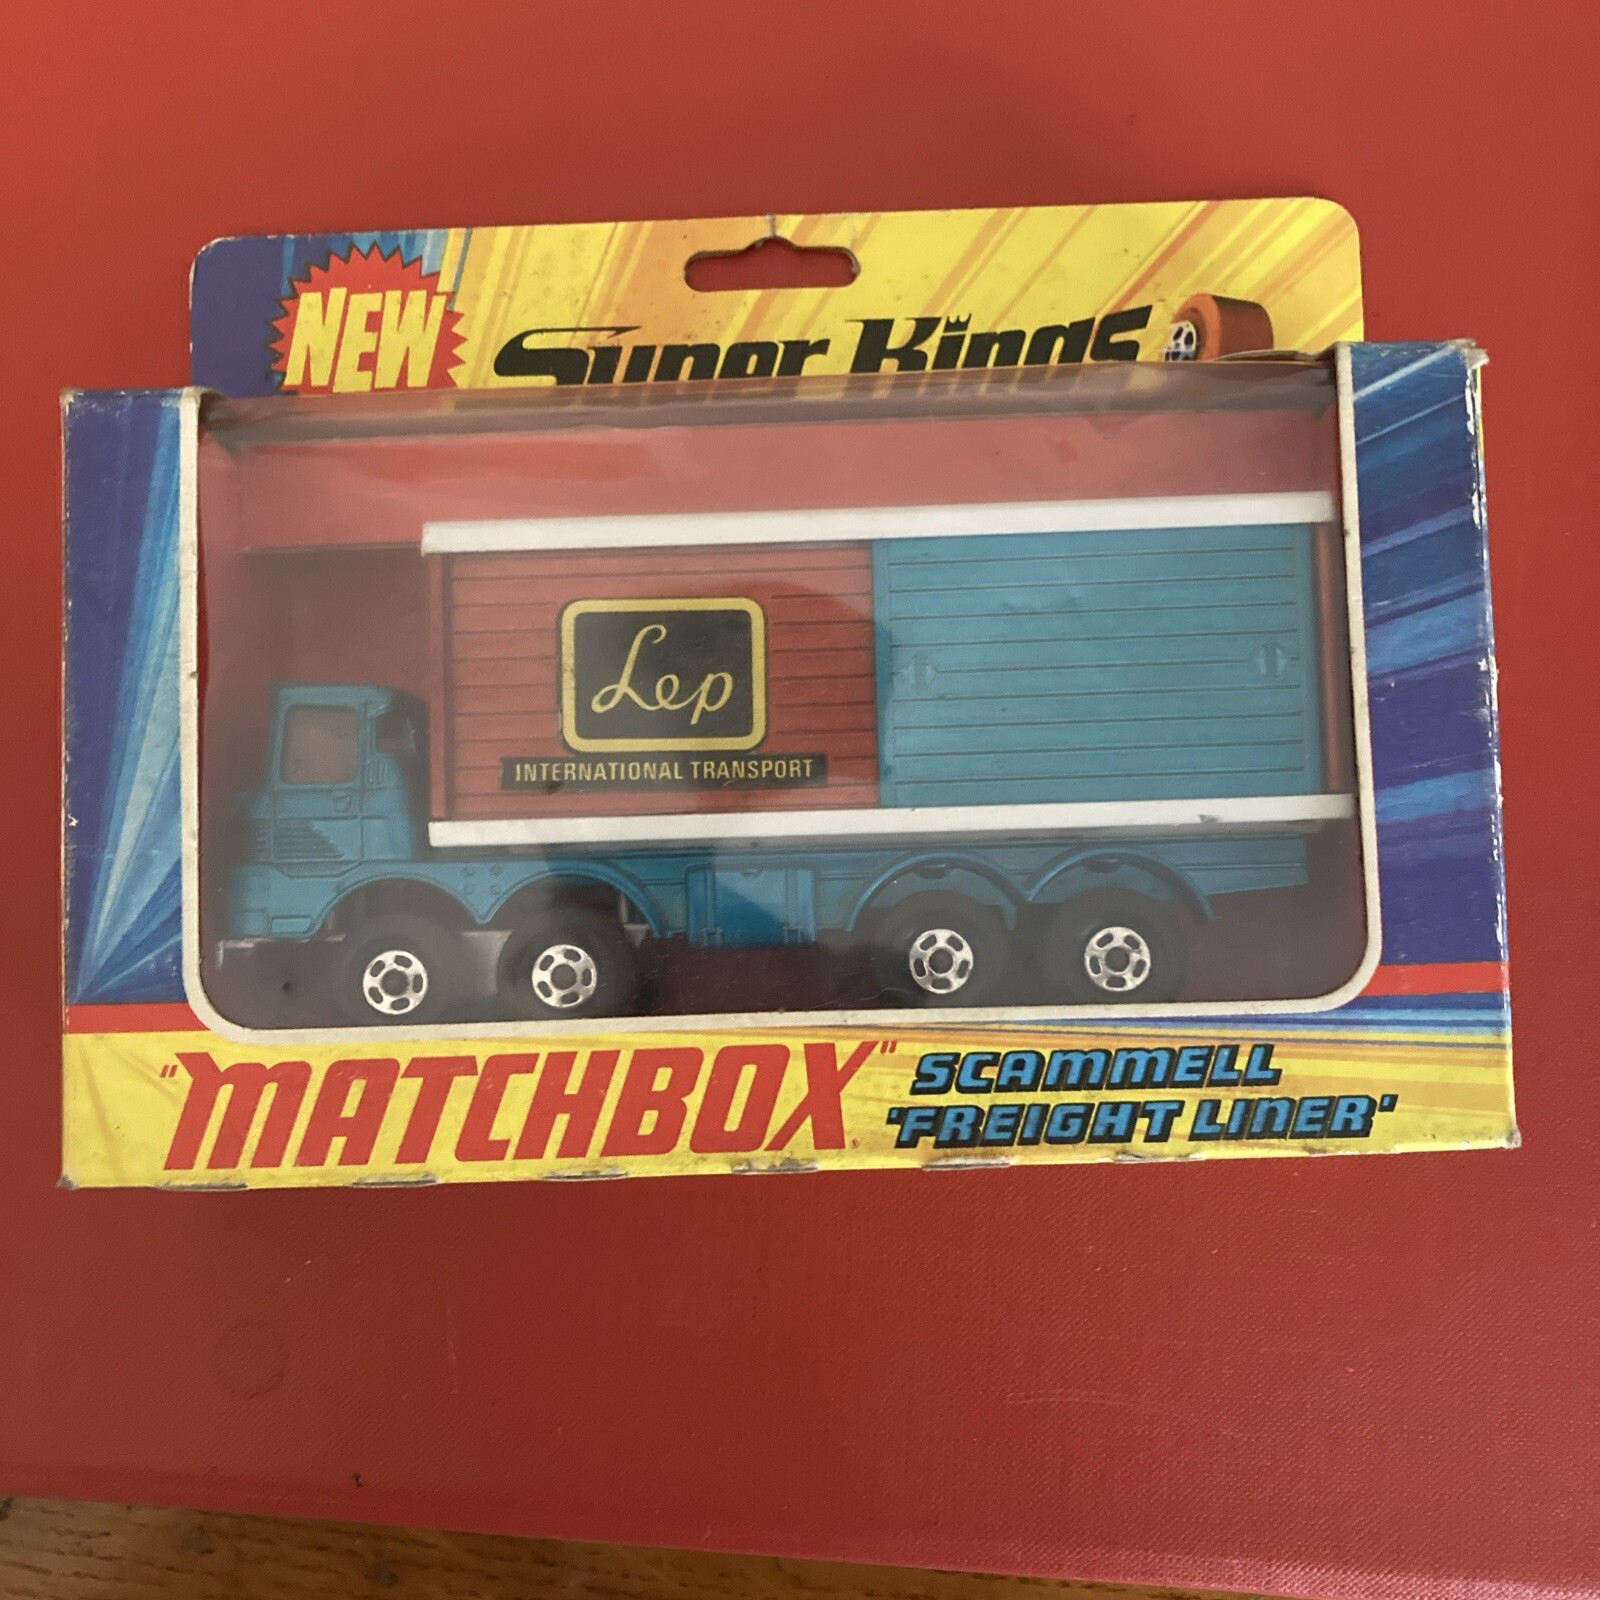 NEW
Super Kings
Lep
INTERNATIONAL TRANSPORT
"MATCHBOX"
SCAMMELL
'FREIGHT LINER'